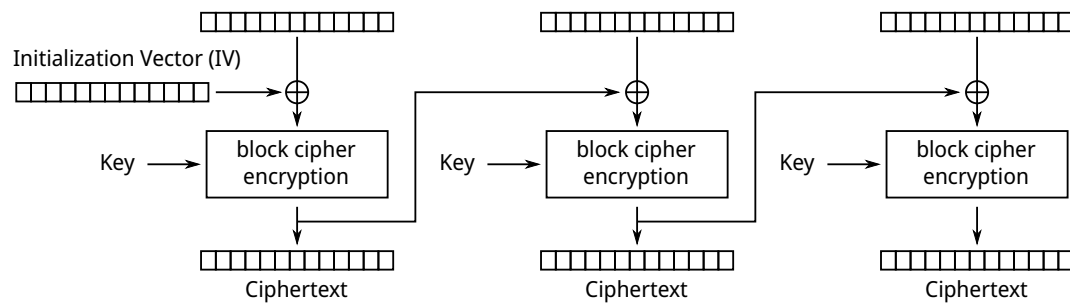 Initialization Vector (IV)
Key
block cipher
encryption
Key
block cipher
encryption
Key
block cipher
encryption
Ciphertext
Ciphertext
Ciphertext